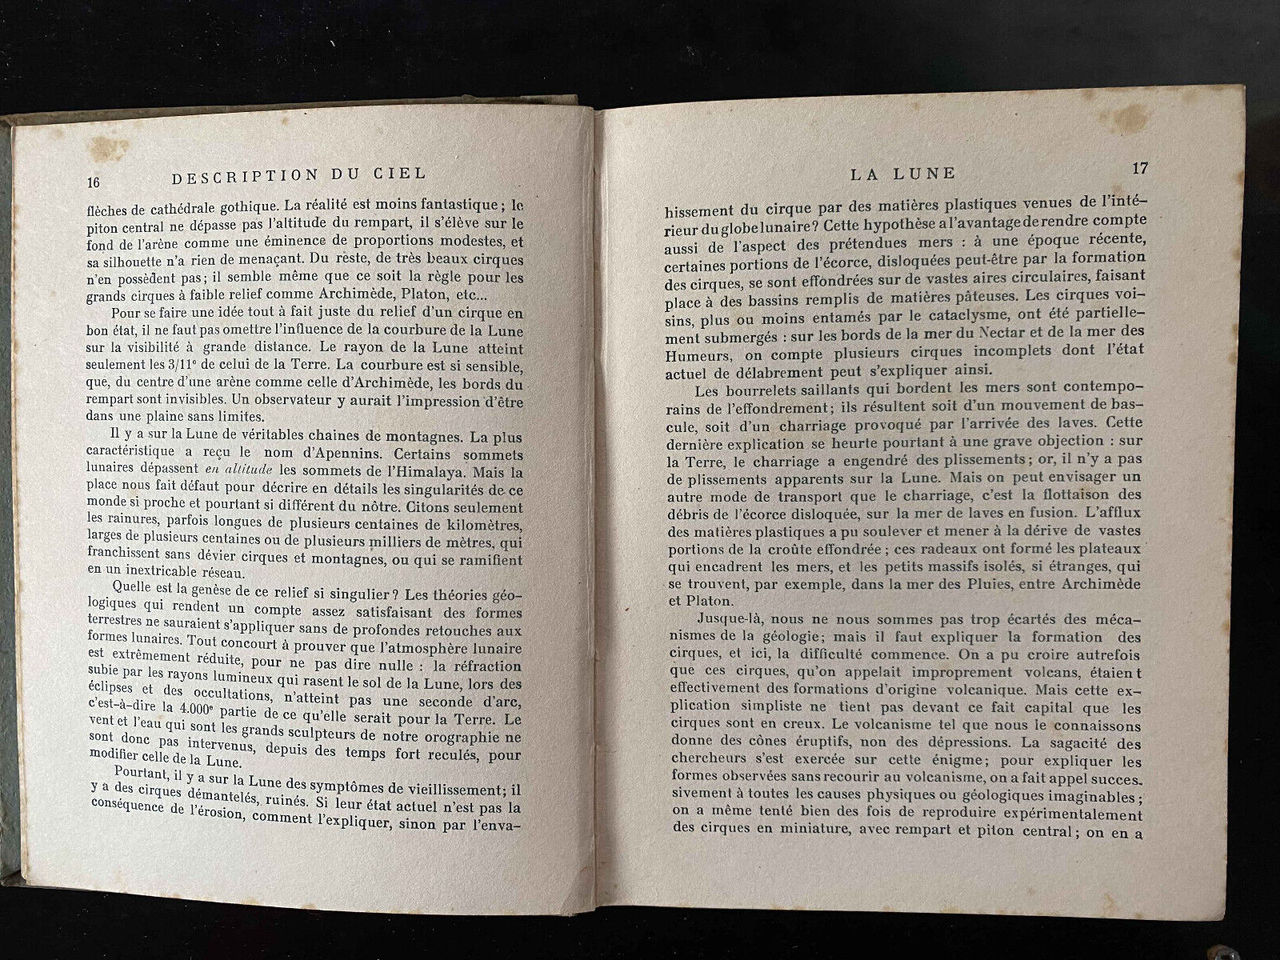 16
DESCRIPTION DU CIEL
flèches de cathédrale gothique. La réalité est moins fantastique ; le
piton central ne dépasse pas l'altitude du rempart, il s'élève sur le
fond de l'arène comme une éminence de proportions modestes, et
sa silhouette n'a rien de menaçant. Du reste, de très beaux cirques
n'en possèdent pas ; il semble même que ce soit la règle pour les
grands cirques à faible relief comme Archimède, Platon, etc...
Pour se faire une idée tout à fait juste du relief d'un cirque en
bon état, il ne faut pas omettre l'influence de la courbure de la Lune
sur la visibilité à grande distance. Le rayon de la Lune atteint
seulement les 3/11e de celui de la Terre. La courbure est si sensible,
que, du centre d'une arène comme celle d'Archimède, les bords du
rempart sont invisibles. Un observateur y aurait l'impression d'être
dans une plaine sans limites.
Il y a sur la Lune de véritables chaines de montagnes. La plus
caractéristique a reçu le nom d'Apennins. Certains sommets
lunaires dépassent en altitude les sommets de l'Himalaya. Mais la
place nous fait défaut pour décrire en détails les singularités de ce
monde si proche et pourtant si différent du nôtre. Citons seulement
les rainures, parfois longues de plusieurs centaines de kilomètres,
larges de plusieurs centaines ou de plusieurs milliers de mètres, qui
franchissent sans dévier cirques et montagnes, ou qui se ramifient
en un inextricable réseau.
Quelle est la genèse de ce relief si singulier ? Les théories géo-
logiques qui rendent un compte assez satisfaisant des formes
terrestres ne sauraient s'appliquer sans de profondes retouches aux
formes lunaires. Tout concourt à prouver que l'atmosphère lunaire
est extrêmement réduite, pour ne pas dire nulle : la réfraction
subie par les rayons lumineux qui rasent le sol de la Lune, lors des
éclipses et des occultations, n'atteint pas une seconde d'arc,
c'est-à-dire la 4.000e partie de ce qu'elle serait pour la Terre. Le
vent et l'eau qui sont les grands sculpteurs de notre orographie ne
sont donc pas intervenus, depuis des temps fort reculés, pour
modifier celle de la Lune.
Pourtant, il y a sur la Lune des symptômes de vieillissement ; il
y a des cirques démantelés, ruinés. Si leur état actuel n'est pas la
conséquence de l'érosion, comment l'expliquer, sinon par l'enva-
LA LUNE
17
hissement du cirque par des matières plastiques venues de l'inté-
rieur du globe lunaire ? Cette hypothèse a l'avantage de rendre compte
aussi de l'aspect des prétendues mers : à une époque récente,
certaines portions de l'écorce, disloquées peut-être par la formation
des cirques, se sont effondrées sur de vastes aires circulaires, faisant
place à des bassins remplis de matières pâteuses. Les cirques voi-
sins, plus ou moins entamés par le cataclysme, ont été partielle-
ment submergés : sur les bords de la mer du Nectar et de la mer des
Humeurs, on compte plusieurs cirques incomplets dont l'état
actuel de délabrement peut s'expliquer ainsi.
Les bourrelets saillants qui bordent les mers sont contempo-
rains de l'effondrement ; ils résultent soit d'un mouvement de bas-
cule, soit d'un charriage provoqué par l'arrivée des laves. Cette
dernière explication se heurte pourtant à une grave objection : sur
la Terre, le charriage a engendré des plissements ; or, il n'y a pas
de plissements apparents sur la Lune. Mais on peut envisager un
autre mode de transport que le charriage, c'est la flottaison des
débris de l'écorce disloquée, sur la mer de laves en fusion. L'afflux
des matières plastiques a pu soulever et mener à la dérive de vastes
portions de la croûte effondrée ; ces radeaux ont formé les plateaux
qui encadrent les mers, et les petits massifs isolés, si étranges, qui
se trouvent, par exemple, dans la mer des Pluies, entre Archimède
et Platon.
Jusque-là, nous ne nous sommes pas trop écartés des méca-
nismes de la géologie ; mais il faut expliquer la formation des
cirques, et ici, la difficulté commence. On a pu croire autrefois
que ces cirques, qu'on appelait improprement volcans, étaient
effectivement des formations d'origine volcanique. Mais cette ex-
plication simpliste ne tient pas devant ce fait capital que les
cirques sont en creux. Le volcanisme tel que nous le connaissons
donne des cônes éruptifs, non des dépressions. La sagacité des
chercheurs s'est exercée sur cette énigme ; pour expliquer les
formes observées sans recourir au volcanisme, on a fait appel succes.
sivement à toutes les causes physiques ou géologiques imaginables ;
on a même tenté bien des fois de reproduire expérimentalement
des cirques en miniature, avec rempart et piton central ; on en a